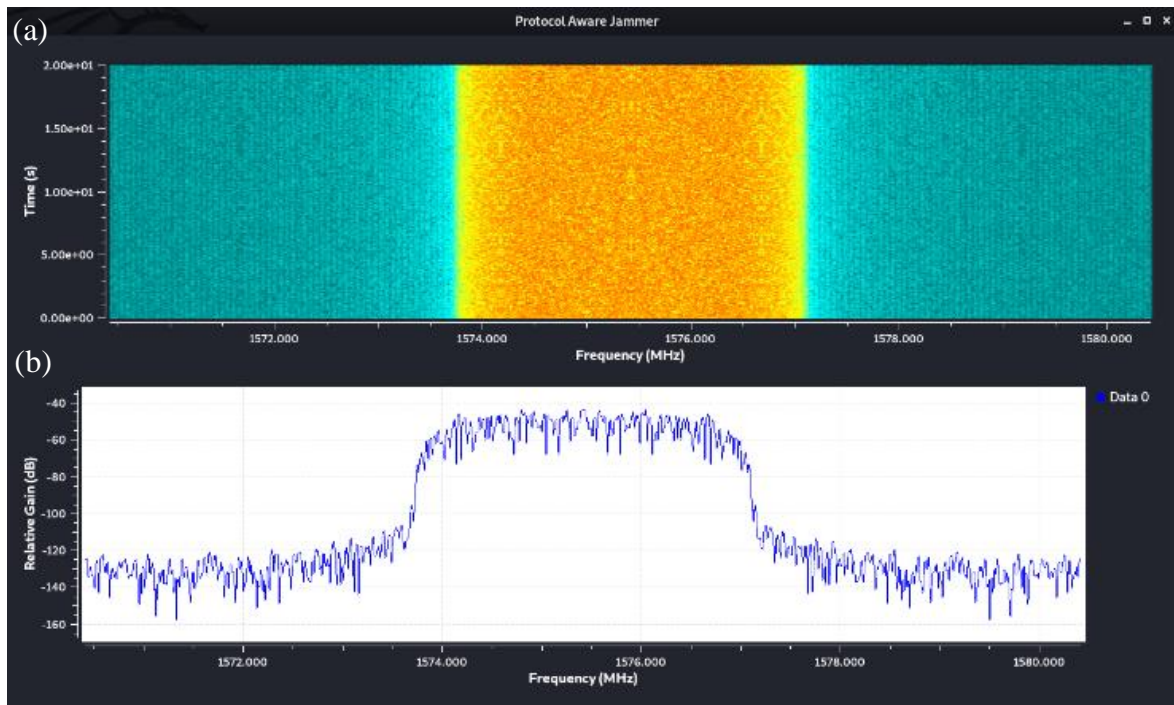 (a)
Protocol Aware Jammer
2.00e+01
1.50e+01
1.00e+01
5.00e+00
0.00e+00
Time (s)
1572.000 1574.000 1576.000 1578.000 1580.000
Frequency (MHz)
(b)
-40
-60
-80
-100
-120
-140
-160
Relative Gain (dB)
Data 0
1572.000 1574.000 1576.000 1578.000 1580.000
Frequency (MHz)